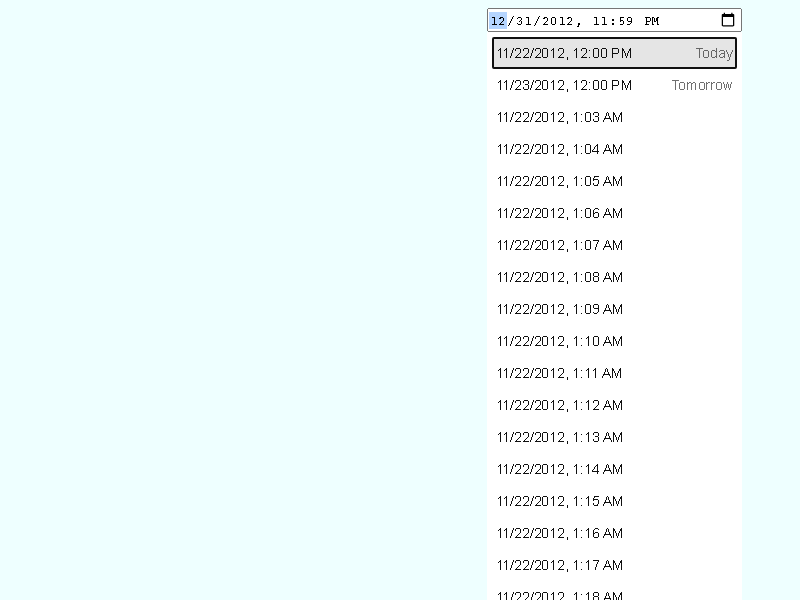 12/31/2012, 11:59 PM
11/22/2012, 12:00 PM Today
11/23/2012, 12:00 PM Tomorrow
11/22/2012, 1:03 AM
11/22/2012, 1:04 AM
11/22/2012, 1:05 AM
11/22/2012, 1:06 AM
11/22/2012, 1:07 AM
11/22/2012, 1:08 AM
11/22/2012, 1:09 AM
11/22/2012, 1:10 AM
11/22/2012, 1:11 AM
11/22/2012, 1:12 AM
11/22/2012, 1:13 AM
11/22/2012, 1:14 AM
11/22/2012, 1:15 AM
11/22/2012, 1:16 AM
11/22/2012, 1:17 AM
11/22/2012, 1:18 AM